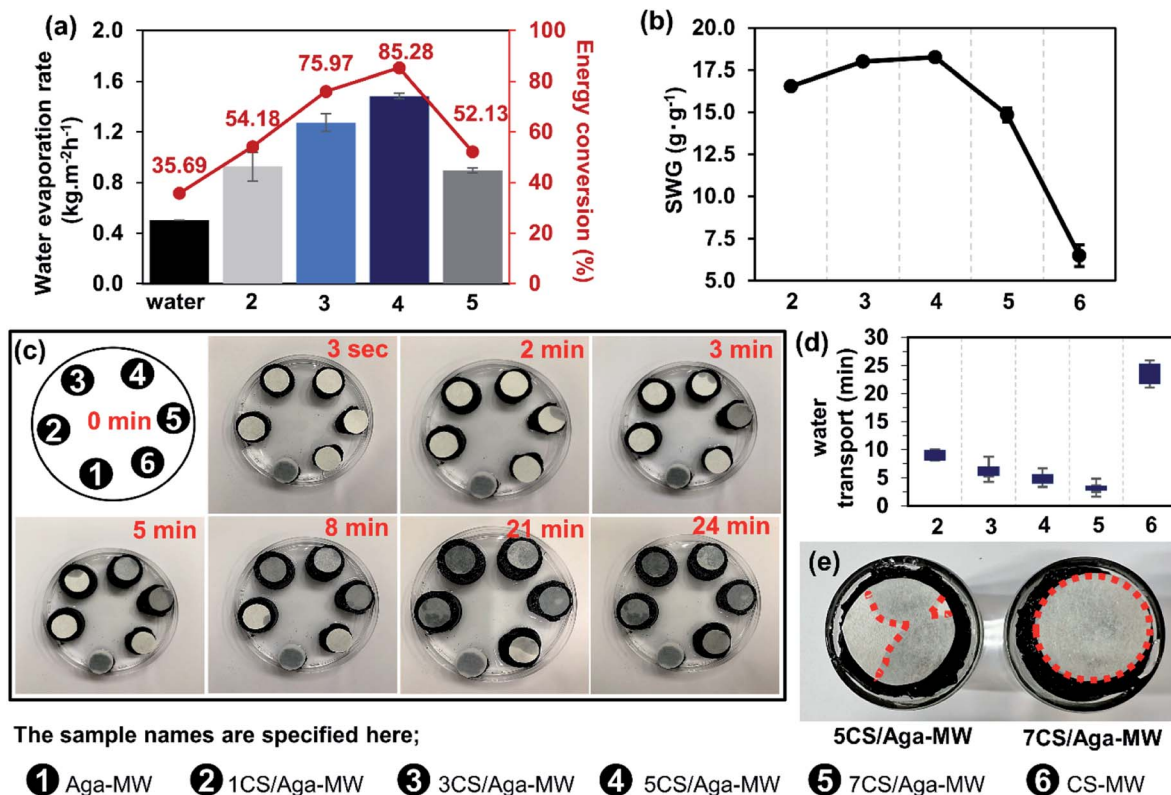 (a)
Water evaporation rate
(kg.m-2h-1)
2.0
1.6
1.2
0.8
0.4
0.0
35.69
54.18
75.97
85.28
52.13
100
80
60
40
20
0
Energy conversion (%)
water 2 3 4 5
(b)
SWG (g·g-1)
20.0
17.5
15.0
12.5
10.0
7.5
5.0
2 3 4 5 6
(c)
3 4
2 0 min 5
1 6
3 sec
2 min
3 min
5 min
8 min
21 min
24 min
(d)
water
transport (min)
30
25
20
15
10
5
0
2 3 4 5 6
(e)
5CS/Aga-MW 7CS/Aga-MW
The sample names are specified here;
1 Aga-MW 2 1CS/Aga-MW 3 3CS/Aga-MW 4 5CS/Aga-MW 5 7CS/Aga-MW 6 CS-MW